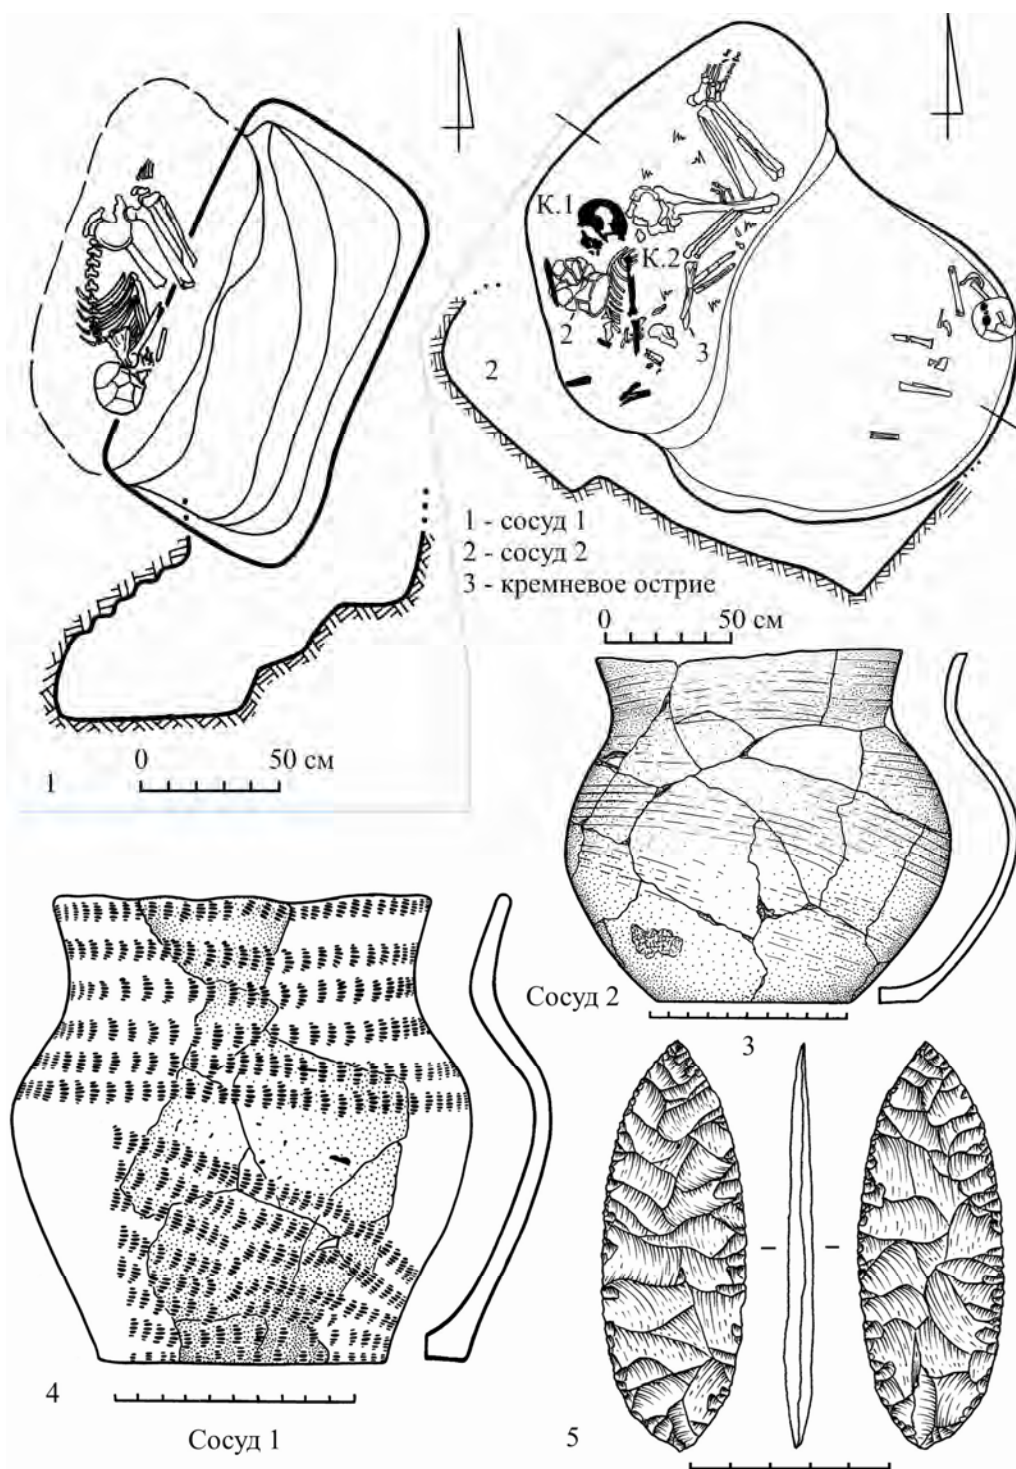 К.1
К.2
2
3
2
1 - сосуд 1
2 - сосуд 2
3 - кремневое острие
0 50 см
0 50 см
1
Сосуд 2
3
4
Сосуд 1
5